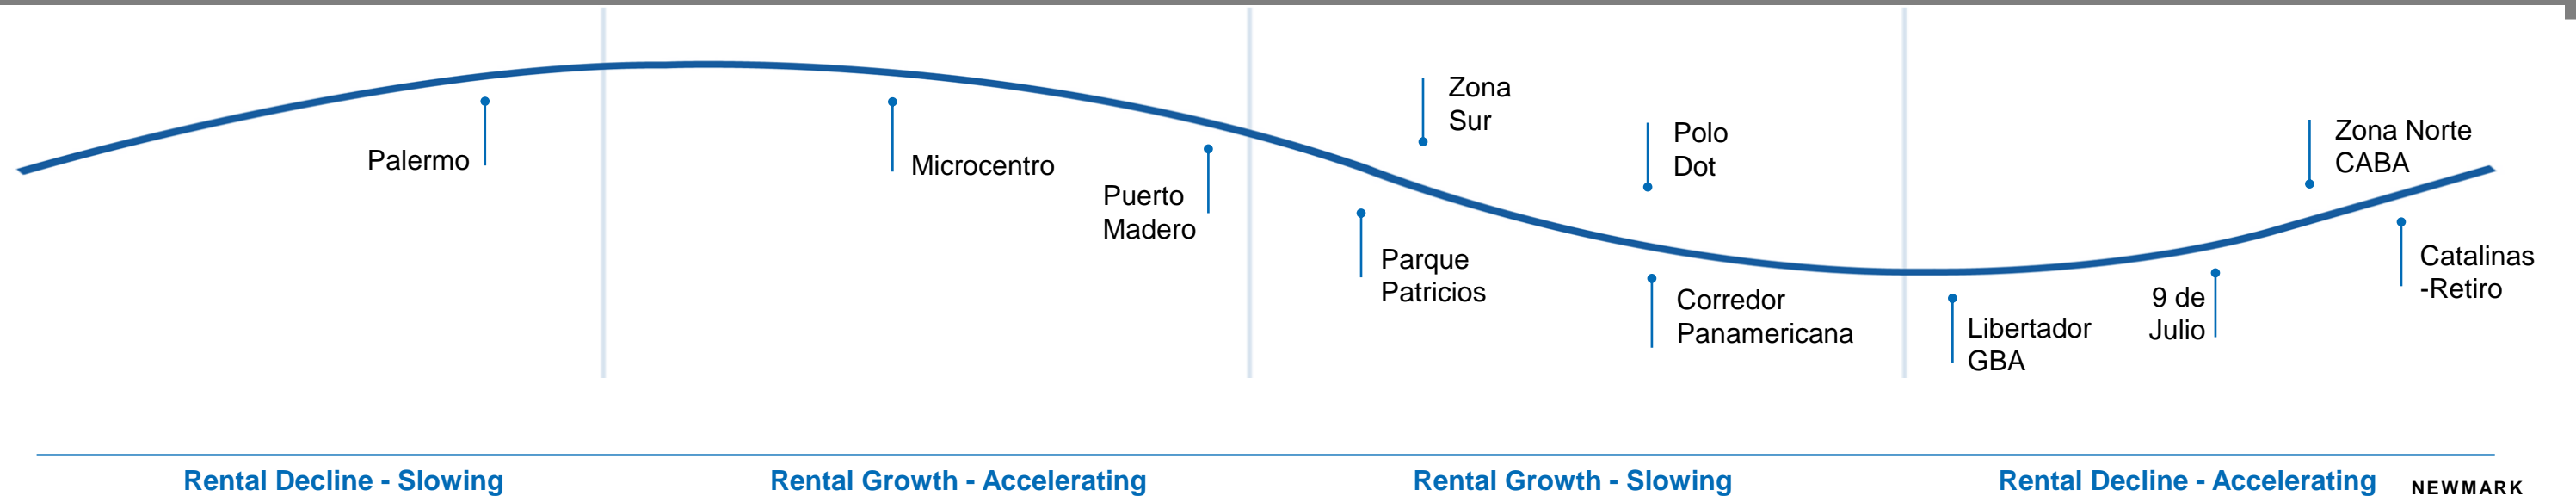 Palermo
Microcentro
Puerto
Madero
Zona
Sur
Parque
Patricios
Polo
Dot
Corredor
Panamericana
Libertador
GBA
9 de
Julio
Zona Norte
CABA
Catalinas
-Retiro
Rental Decline - Slowing
Rental Growth - Accelerating
Rental Growth - Slowing
Rental Decline - Accelerating
NEWMARK